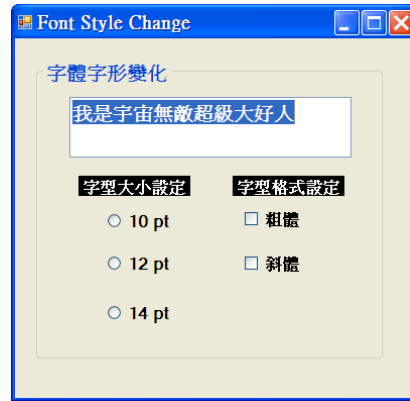 Font Style Change
字體字形變化
我是宇宙無敵超級大好人
字型大小設定 字型格式設定
10 pt 粗體
12 pt 斜體
14 pt